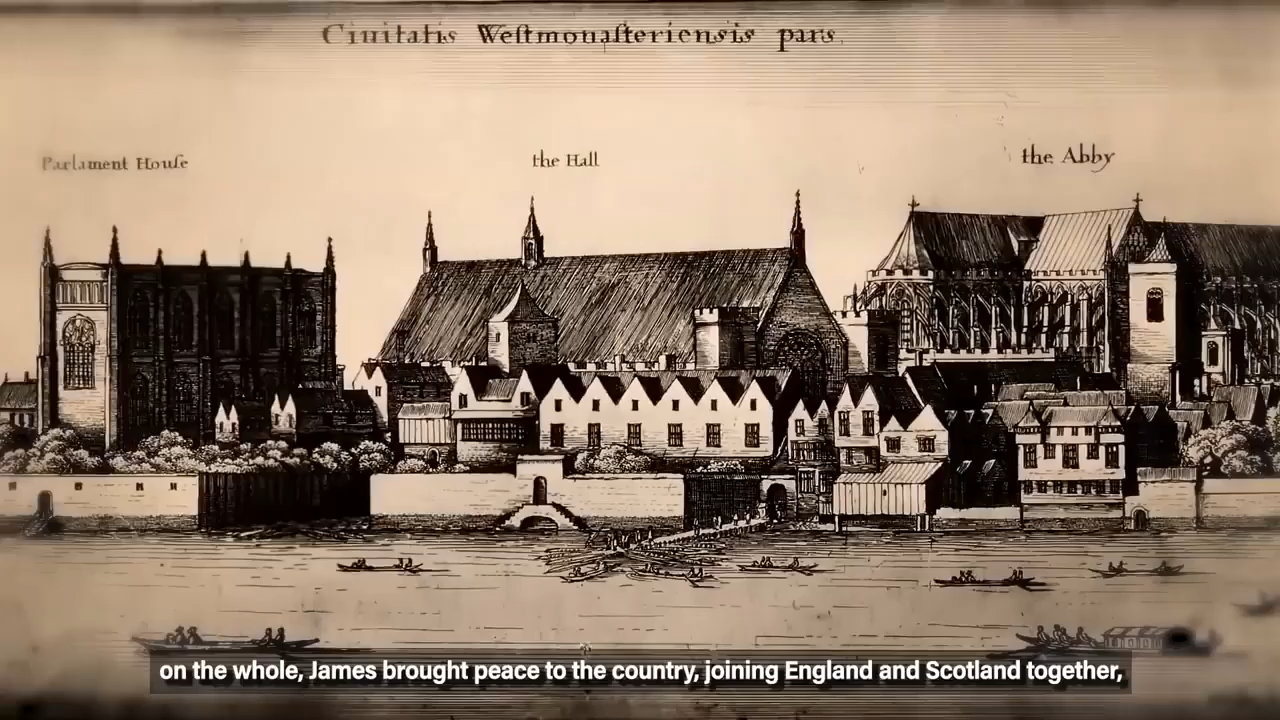 Civitatis Weſtmonaſteriensis pars
Parlament Houſe
the Hall
the Abby
on the whole, James brought peace to the country, joining England and Scotland together,